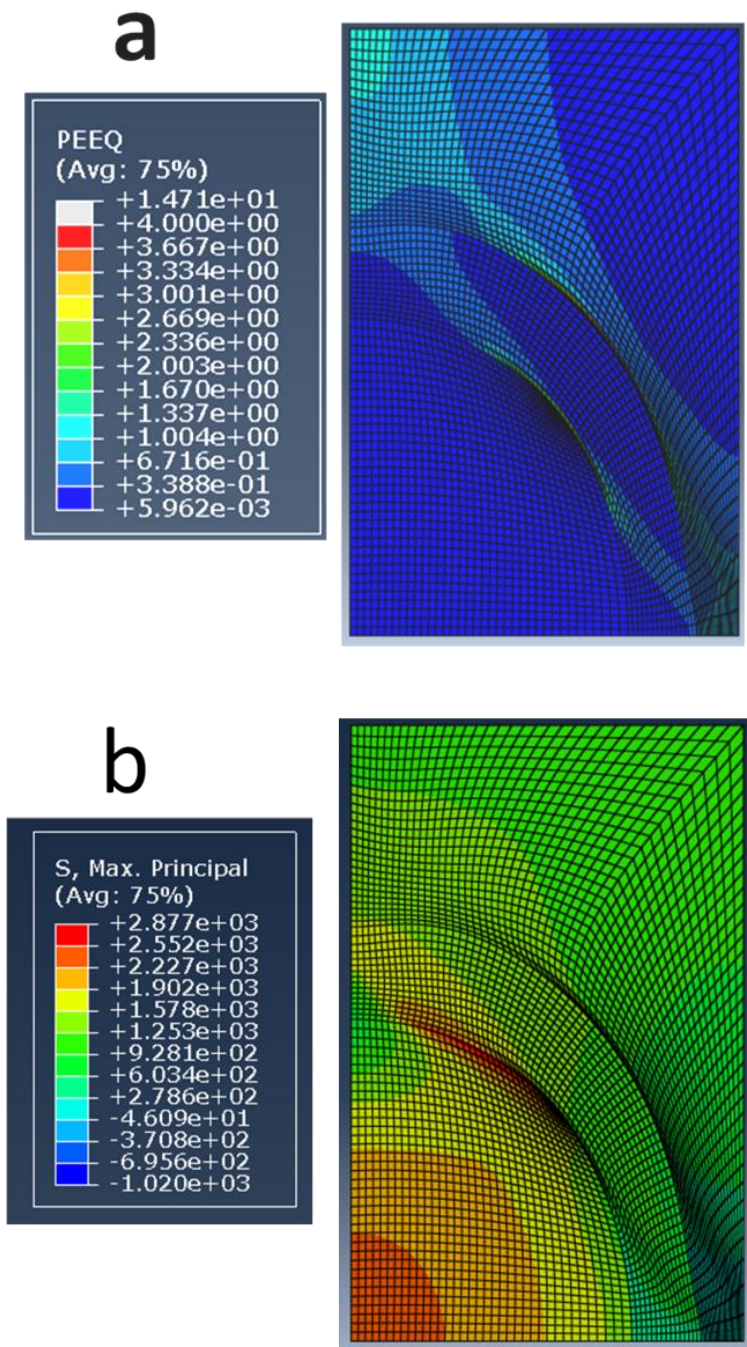 a
PEEQ
(Avg: 75%)
+1.471e+01
+4.000e+00
+3.667e+00
+3.334e+00
+3.001e+00
+2.669e+00
+2.336e+00
+2.003e+00
+1.670e+00
+1.337e+00
+1.004e+00
+6.716e-01
+3.388e-01
+5.962e-03
b
S, Max. Principal
(Avg: 75%)
+2.877e+03
+2.552e+03
+2.227e+03
+1.902e+03
+1.578e+03
+1.253e+03
+9.281e+02
+6.034e+02
+2.786e+02
-4.609e+01
-3.708e+02
-6.956e+02
-1.020e+03